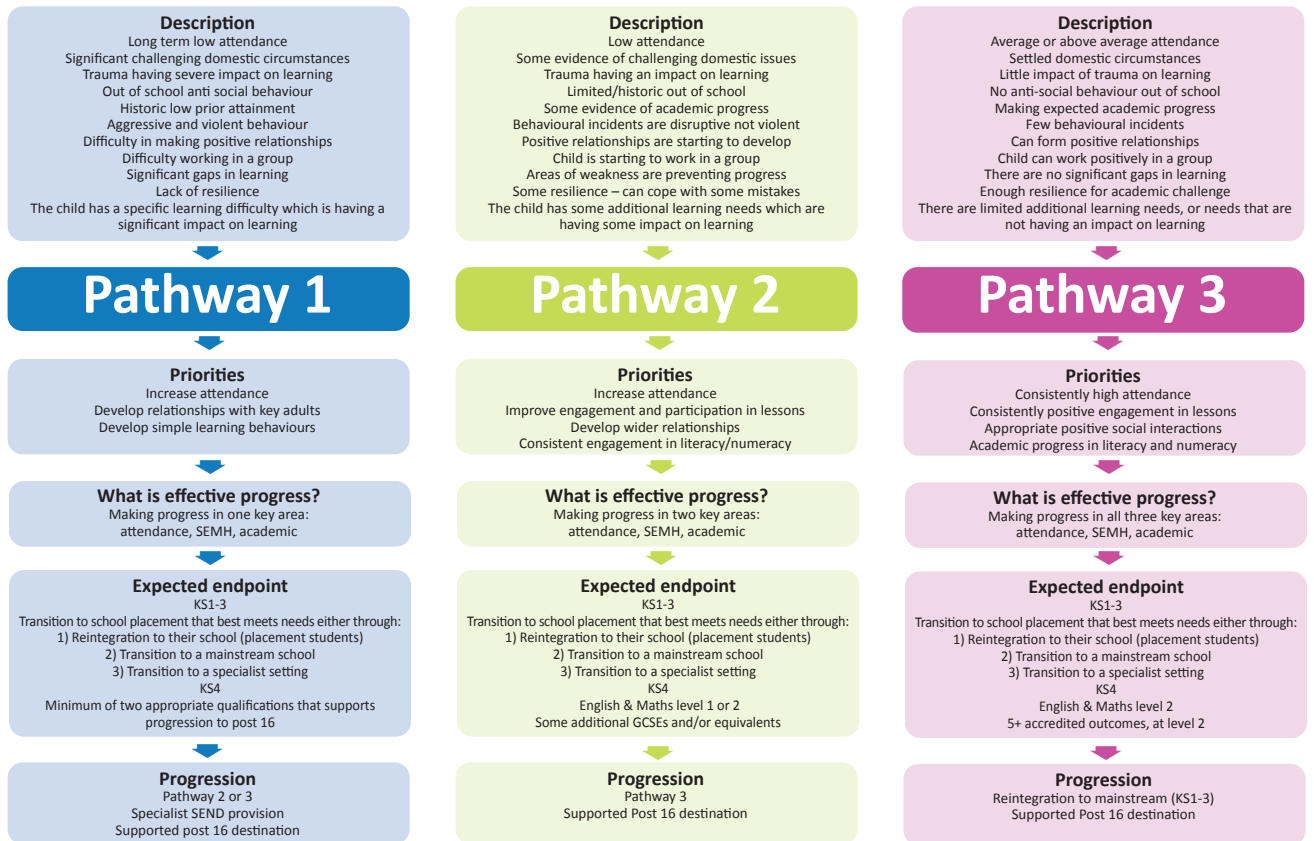 Description
Long term low attendance
Significant challenging domestic circumstances
Trauma having severe impact on learning
Out of school anti social behaviour
Historic low prior attainment
Aggressive and violent behaviour
Difficulty in making positive relationships
Difficulty working in a group
Significant gaps in learning
Lack of resilience
The child has a specific learning difficulty which is having a
significant impact on learning
Pathway 1
Priorities
Increase attendance
Develop relationships with key adults
Develop simple learning behaviours
What is effective progress?
Making progress in one key area:
attendance, SEMH, academic
Expected endpoint
KS1-3
Transition to school placement that best meets needs either through:
1) Reintegration to their school (placement students)
2) Transition to a mainstream school
3) Transition to a specialist setting
KS4
Minimum of two appropriate qualifications that supports
progression to post 16
Progression
Pathway 2 or 3
Specialist SEND provision
Supported Post 16 destination
Description
Low attendance
Some evidence of challenging domestic issues
Trauma having an impact on learning
Limited/historic out of school
Some evidence of academic progress
Behavioural incidents are disruptive not violent
Positive relationships are starting to develop
Child is starting to work in a group
Areas of weakness are preventing progress
Some resilience – can cope with some mistakes
The child has some additional learning needs which are
having some impact on learning
Pathway 2
Priorities
Increase attendance
Improve engagement and participation in lessons
Develop wider relationships
Consistent engagement in literacy/numeracy
What is effective progress?
Making progress in two key areas:
attendance, SEMH, academic
Expected endpoint
KS1-3
Transition to school placement that best meets needs either through:
1) Reintegration to their school (placement students)
2) Transition to a mainstream school
3) Transition to a specialist setting
KS4
English & Maths level 1 or 2
Some additional GCSEs and/or equivalents
Progression
Pathway 3
Supported Post 16 destination
Description
Average or above average attendance
Settled domestic circumstances
Little impact of trauma on learning
No anti-social behaviour out of school
Making expected academic progress
Few behavioural incidents
Can form positive relationships
Child can work positively in a group
There are no significant gaps in learning
Enough resilience for academic challenge
There are limited additional learning needs, or needs that are
not having an impact on learning
Pathway 3
Priorities
Consistently high attendance
Consistently positive engagement in lessons
Appropriate positive social interactions
Academic progress in literacy and numeracy
What is effective progress?
Making progress in all three key areas:
attendance, SEMH, academic
Expected endpoint
KS1-3
Transition to school placement that best meets needs either through:
1) Reintegration to their school (placement students)
2) Transition to a mainstream school
3) Transition to a specialist setting
KS4
English & Maths level 2
5+ accredited outcomes, at level 2
Progression
Reintegration to mainstream (KS1-3)
Supported Post 16 destination